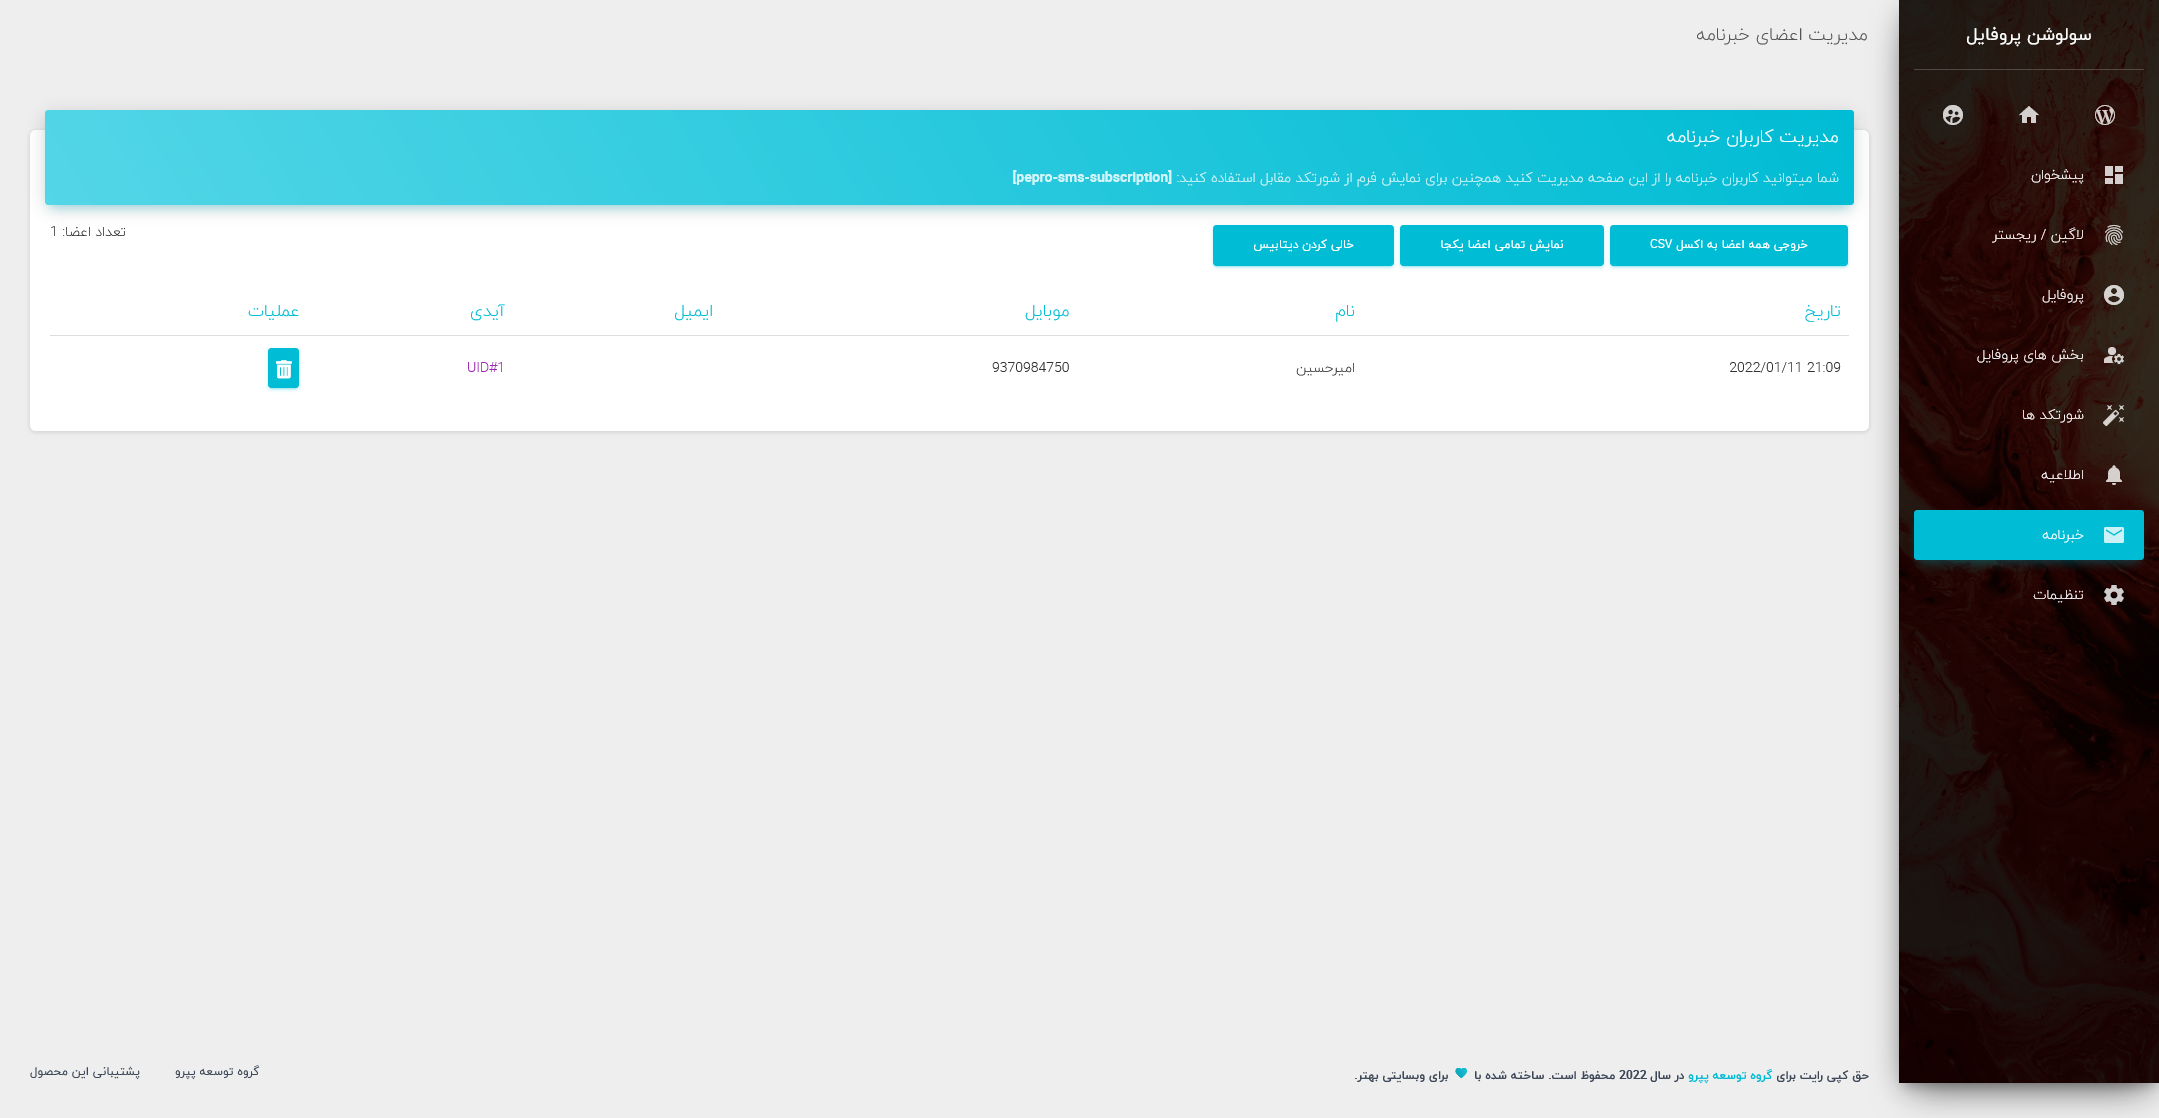 سولوشن پروفایل
پیشخوان
لاگین / ریجستر
پروفایل
بخش های پروفایل
شورتکد ها
اطلاعیه
خبرنامه
تنظیمات
مدیریت اعضای خبرنامه
مدیریت کاربران خبرنامه
شما میتوانید کاربران خبرنامه را از این صفحه مدیریت کنید همچنین برای نمایش فرم از شورتکد مقابل استفاده کنید: [pepro-sms-subscription]
خروجی همه اعضا به اکسل CSV
نمایش تمامی اعضا یکجا
خالی کردن دیتابیس
تعداد اعضا: 1
تاریخ نام موبایل ایمیل آیدی عملیات
2022/01/11 21:09 امیرحسین 9370984750 UID#1
حق کپی رایت برای گروه توسعه پپرو در سال 2022 محفوظ است. ساخته شده با ♥ برای وبسایتی بهتر.
گروه توسعه پپرو
پشتیبانی این محصول